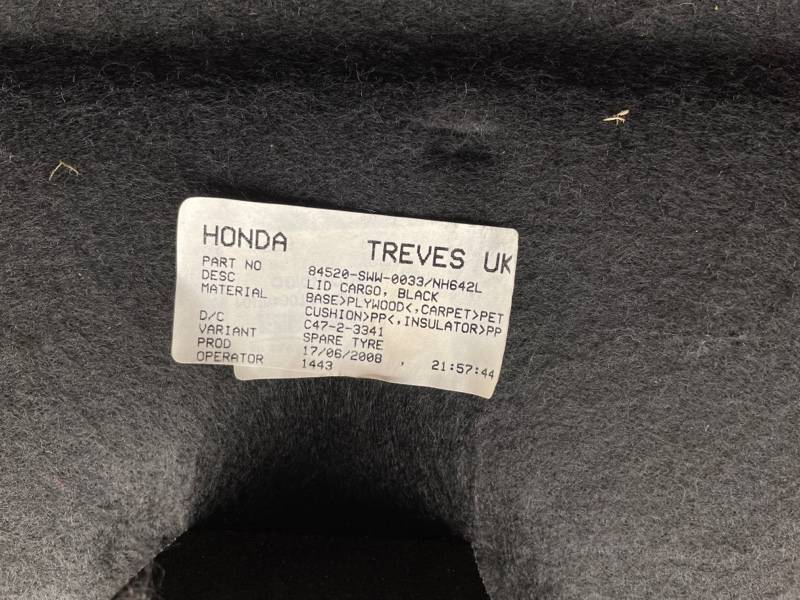 HONDA TREVES UK
PART NO 84520-SWW-0033/NH642L
DESC LID CARGO, BLACK
MATERIAL BASE>PLYWOOD<,CARPET>PET
CUSHION>PP<,INSULATOR>PP
D/C C47-2-3341
VARIANT SPARE TYRE
PROD 17/06/2008 , 21:57:44
OPERATOR 1443